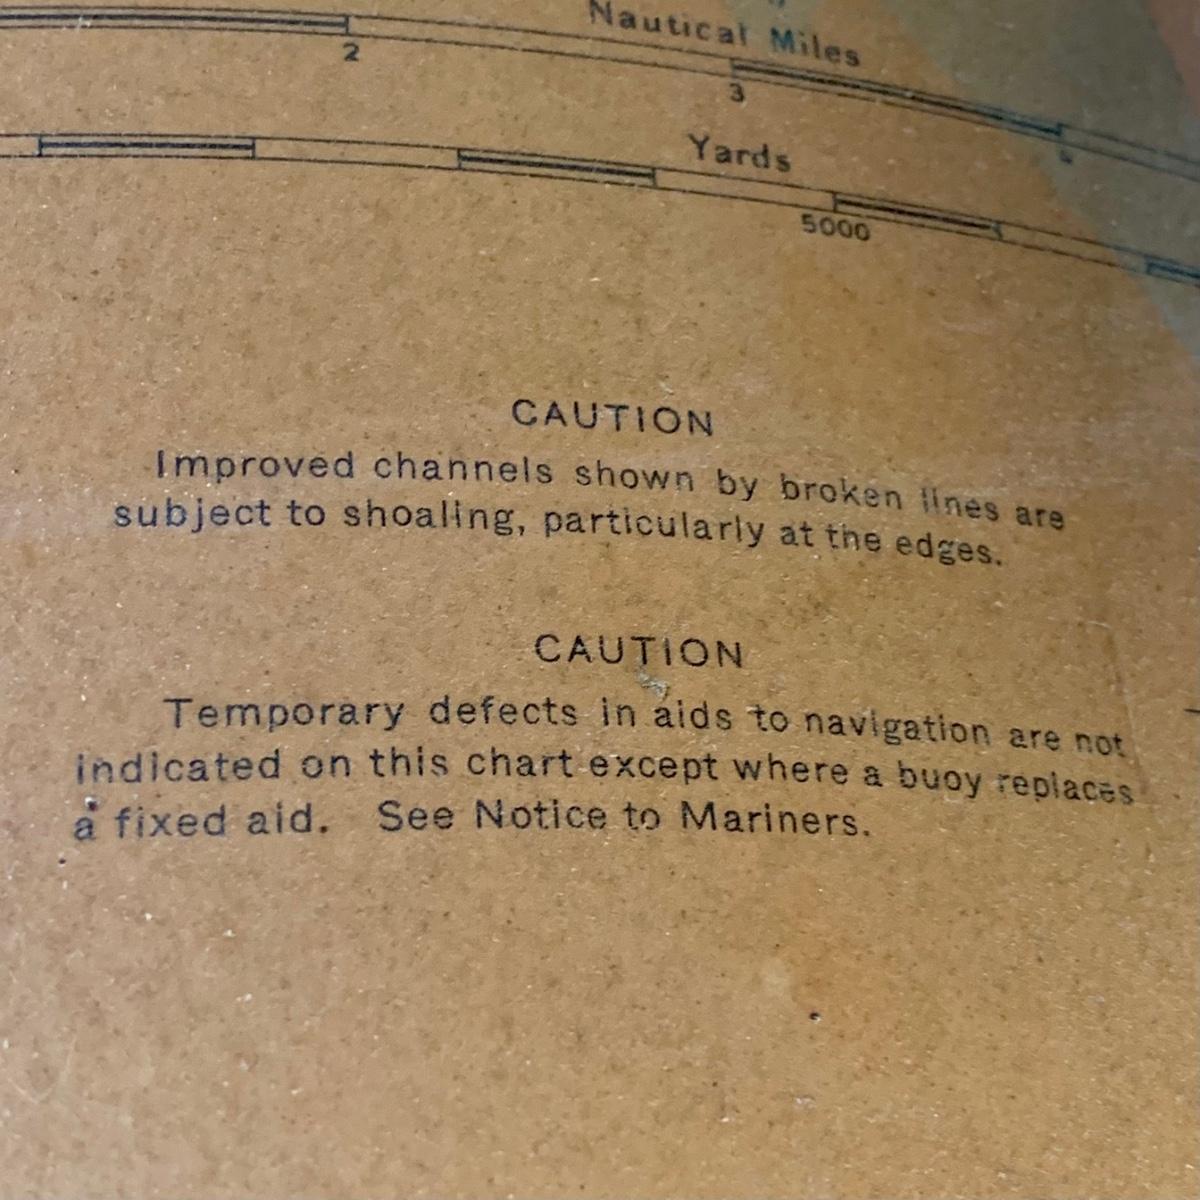 Nautical Miles
2
3
Yards
5000
CAUTION
Improved channels shown by broken lines are
subject to shoaling, particularly at the edges.
CAUTION
Temporary defects in aids to navigation are not
indicated on this chart except where a buoy replaces
a fixed aid. See Notice to Mariners.